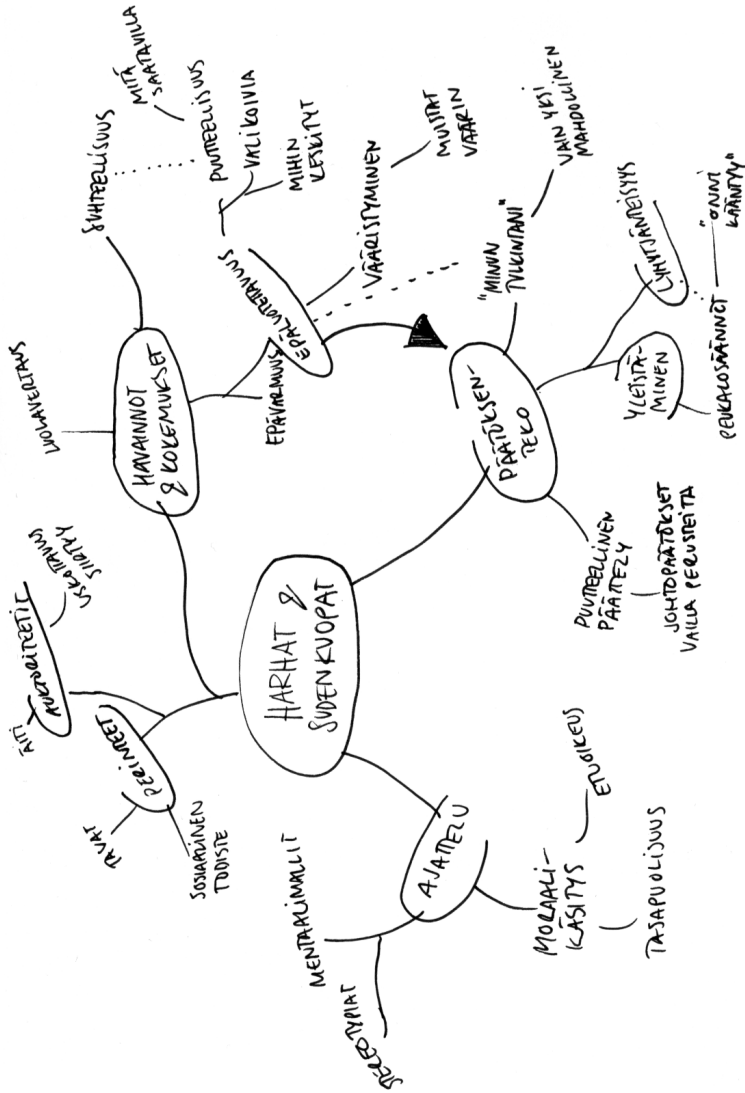 HARHAT &
SUDENKUOPAT
HAVAINNOT
& KOKEMUKSET
LUOLAVERTAUS
SUHTEELLISUUS
EPÄVARMUUS
EPÄLUOTETTAVUUS
PUUTTEELLISUUS
MITÄ
SAATAVILLA
VALIKOIVIA
MIHIN
KESKITYT
VÄÄRISTYMINEN
MUISTAT
VÄÄRIN
PÄÄTÖKSEN-
TEKO
"MINUN
TULKINTANI"
VAIN YKSI
MAHDOLLINEN
LYHYTJÄNTEISYYS
YLEISTÄ-
MINEN
PEUKALOSÄÄNNÖT
"ONNI
KÄÄNTYY"
PUUTTEELLINEN
PÄÄTTELY
JOHTOPÄÄTÖKSET
VAILLA PERUSTEITA
AJATTELU
MENTAALIMALLIT
STEREOTYPIAT
MORAALI-
KÄSITYS
ETUOIKEUS
TASAPUOLISUUS
PERINTEET
TAVAT
SOSIAALINEN
TODISTE
AUKTORITEETIT
ÄITI
USKOTTAVUUS
SIIRTYY